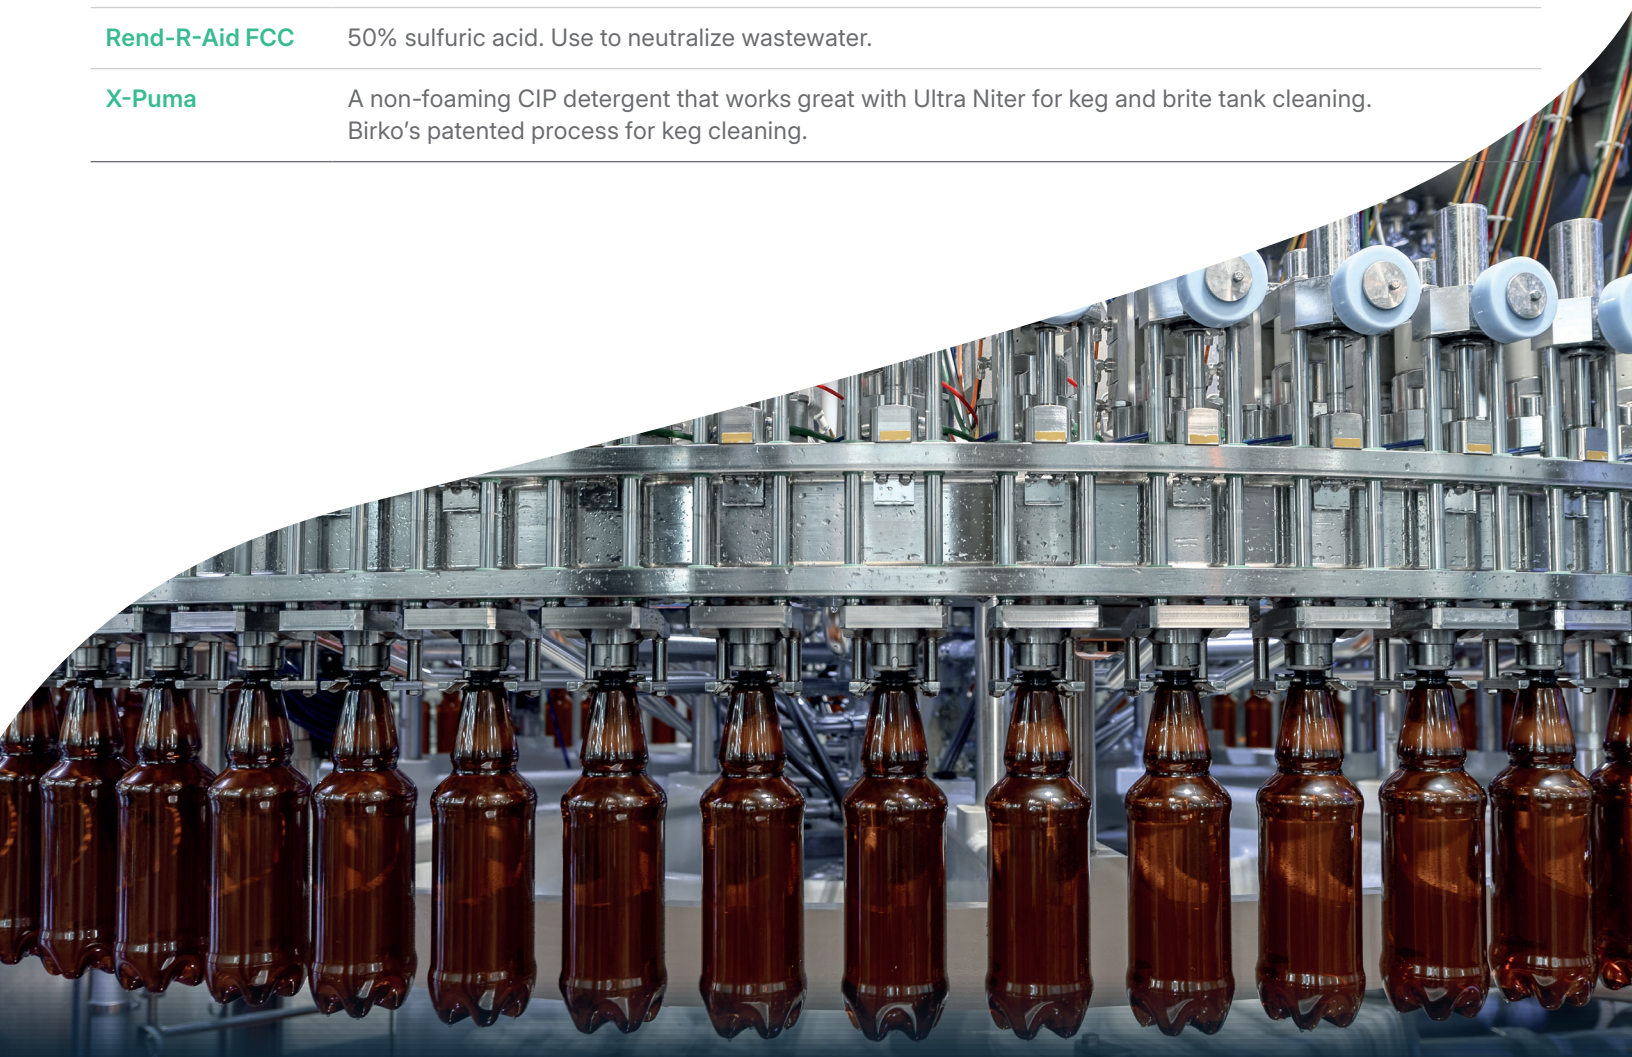 Rend-R-Aid FCC 50% sulfuric acid. Use to neutralize wastewater.
X-Puma A non-foaming CIP detergent that works great with Ultra Niter for keg and brite tank cleaning.
Birko’s patented process for keg cleaning.